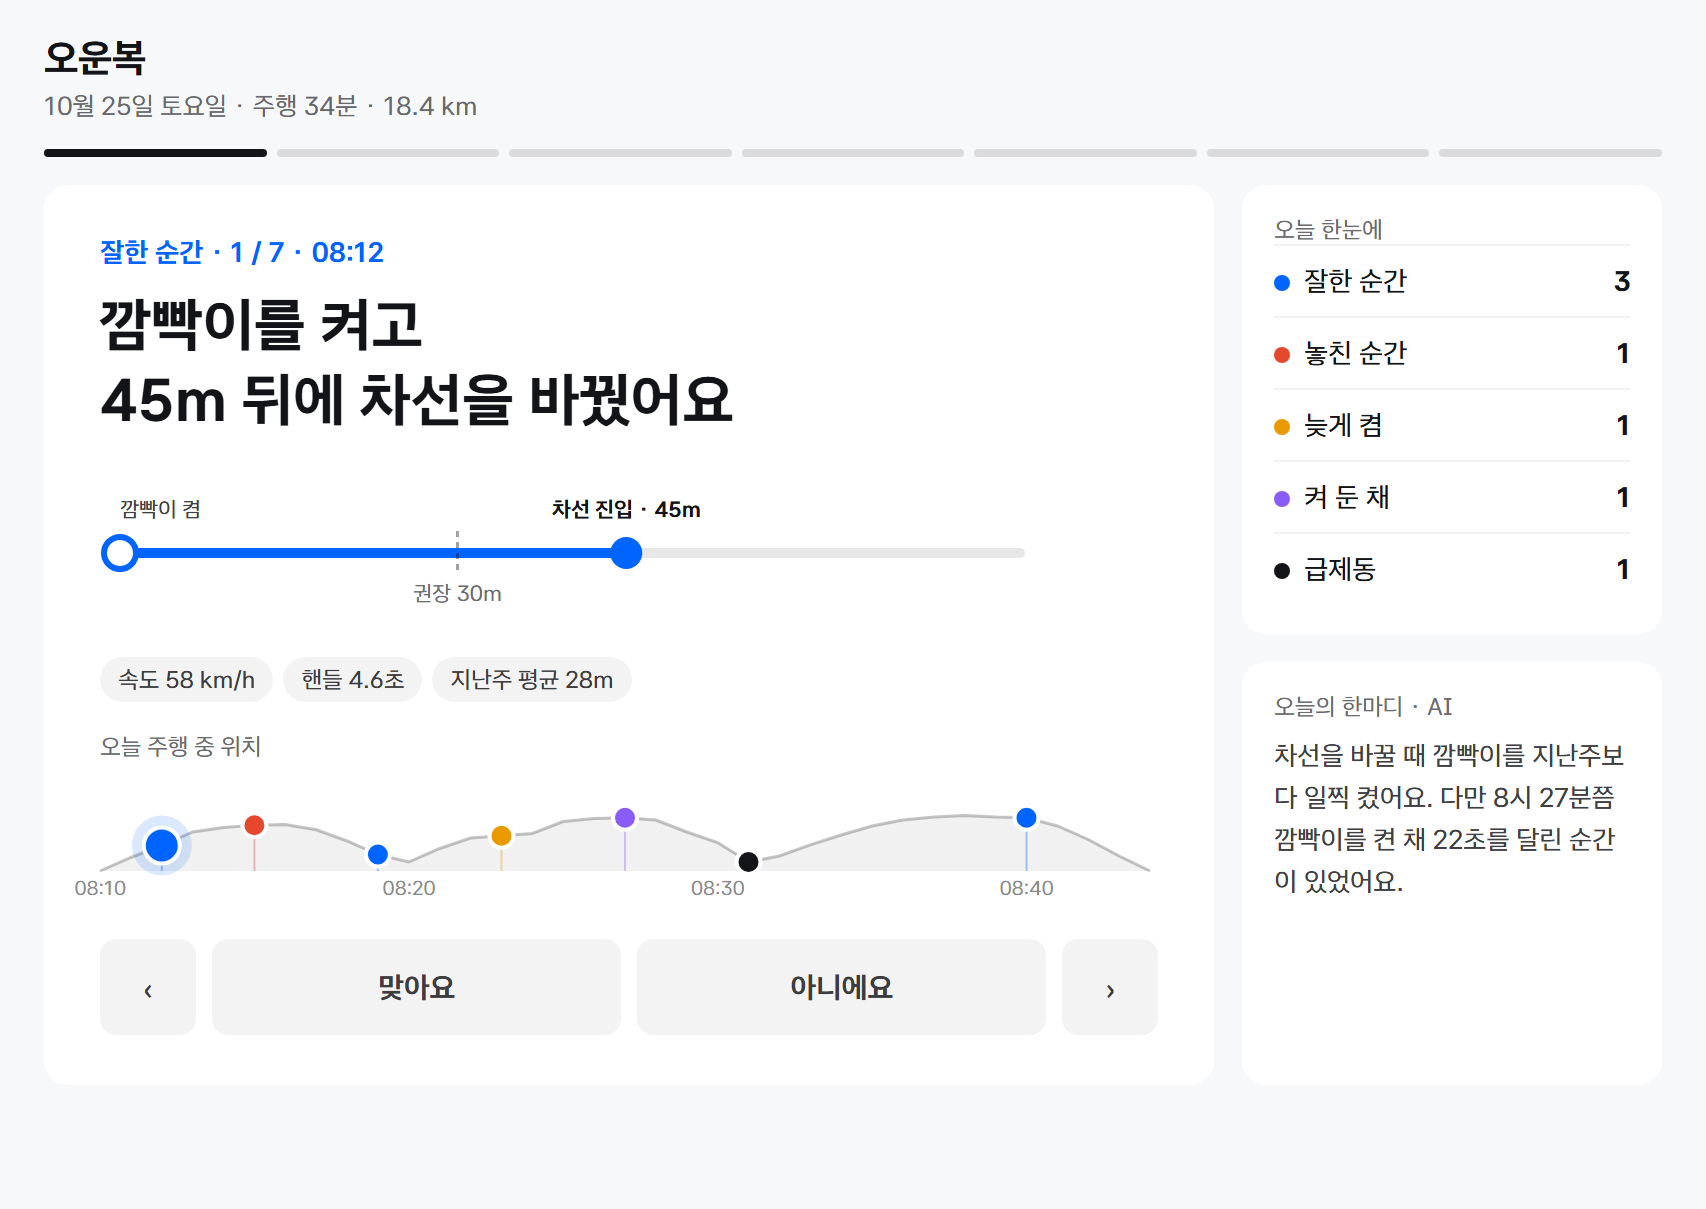 오운복
10월 25일 토요일 · 주행 34분 · 18.4 km
잘한 순간 · 1 / 7 · 08:12
깜빡이를 켜고
45m 뒤에 차선을 바꿨어요
깜빡이 켬
차선 진입 · 45m
권장 30m
속도 58 km/h
핸들 4.6초
지난주 평균 28m
오늘 주행 중 위치
08:10
08:20
08:30
08:40
‹
맞아요
아니에요
›
오늘 한눈에
잘한 순간 3
놓친 순간 1
늦게 켬 1
켜 둔 채 1
급제동 1
오늘의 한마디 · AI
차선을 바꿀 때 깜빡이를 지난주보
다 일찍 켰어요. 다만 8시 27분쯤
깜빡이를 켠 채 22초를 달린 순간
이 있었어요.